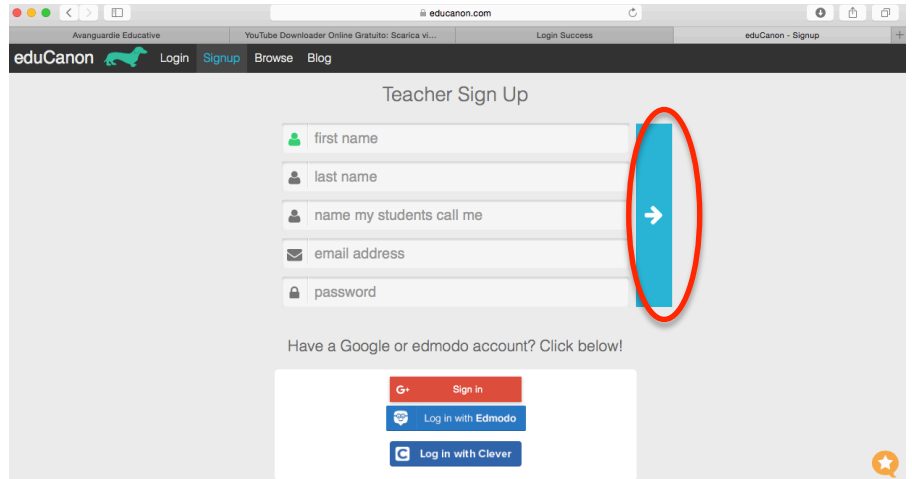 educanon.com
Avanguardie Educative
YouTube Downloader Online Gratuito: Scarica vi...
Login Success
eduCanon - Signup
eduCanon Login Signup Browse Blog
Teacher Sign Up
first name
last name
name my students call me
email address
password
Have a Google or edmodo account? Click below!
G+ Sign in
Log in with Edmodo
C Log in with Clever